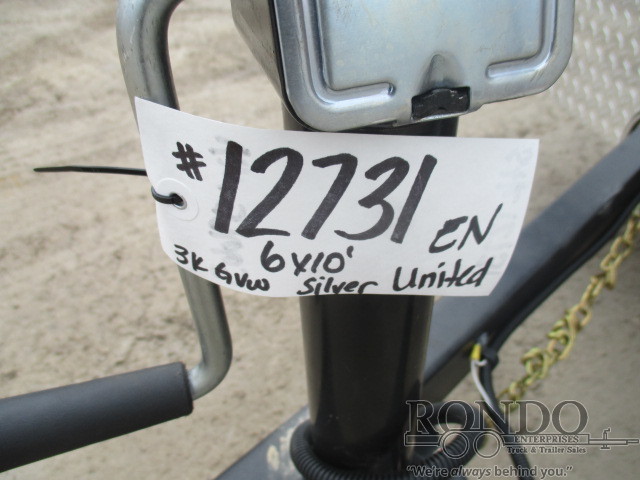 #12731
EN
6x10'
3K GVW Silver United
RONDO
ENTERPRISES
Truck & Trailer Sales
"We're always behind you."